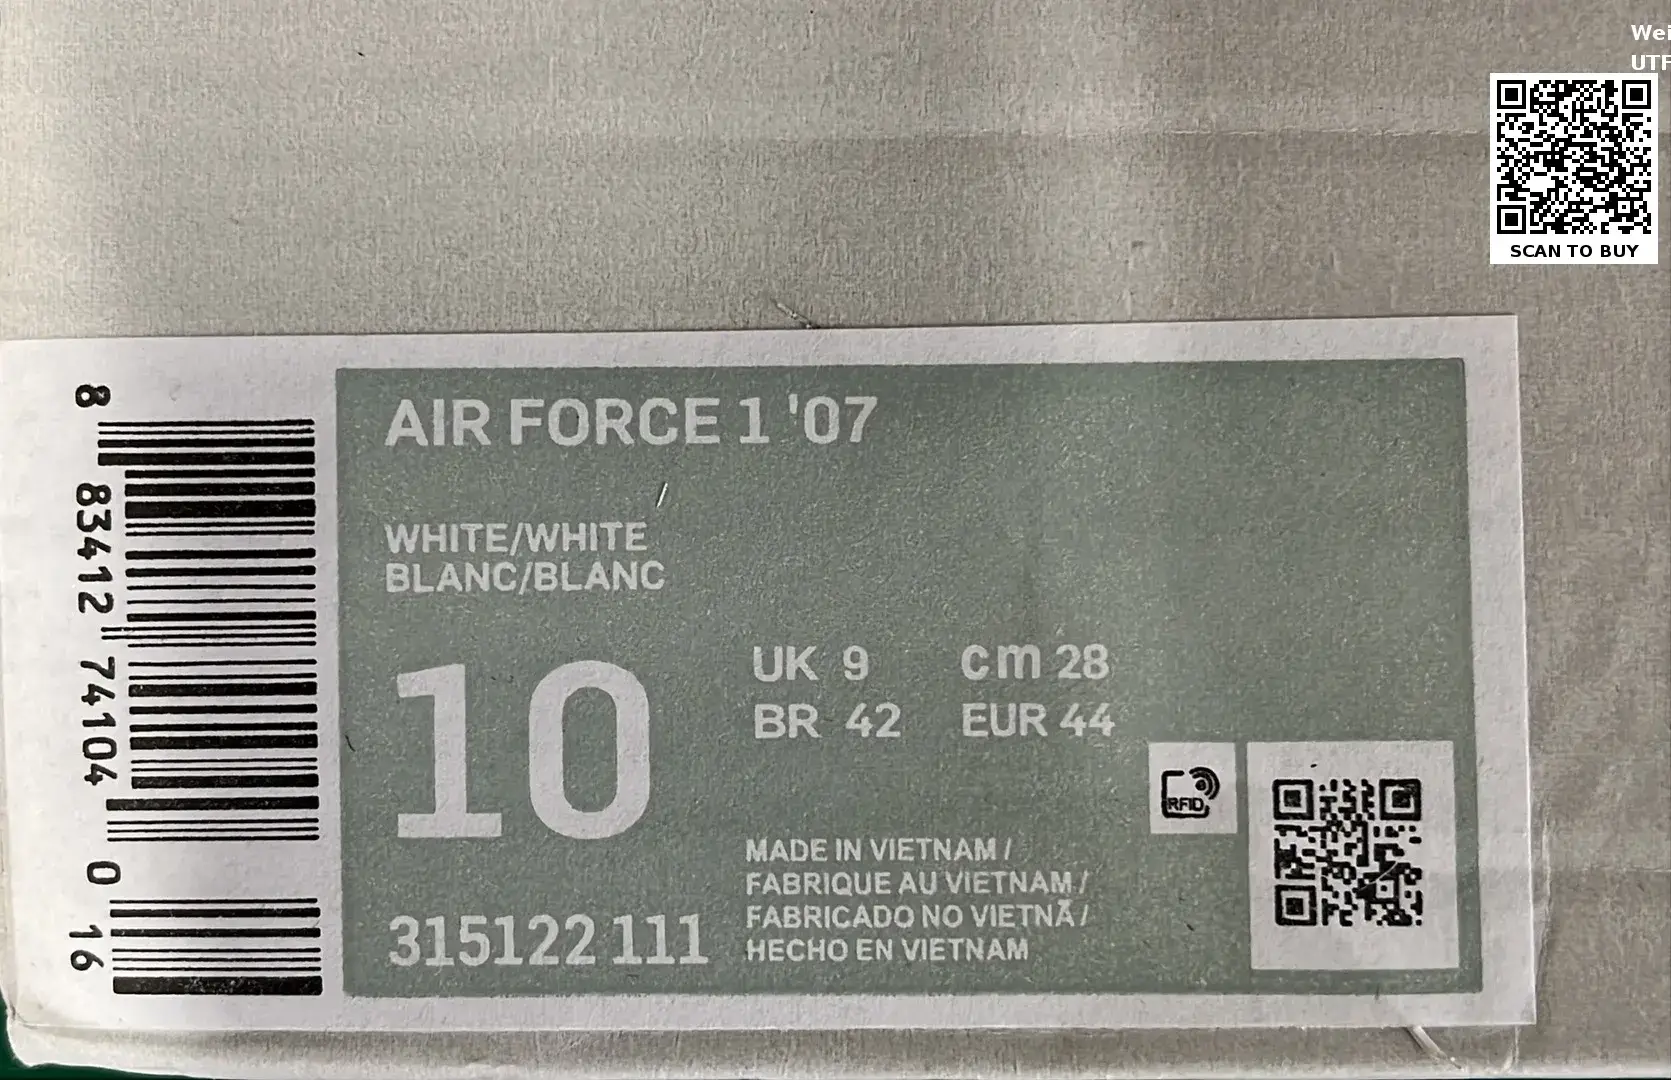 Wei
UTF
SCAN TO BUY
AIR FORCE 1 '07
WHITE/WHITE
BLANC/BLANC
10
UK 9 cm 28
BR 42 EUR 44
RFID
MADE IN VIETNAM /
FABRIQUE AU VIETNAM /
FABRICADO NO VIETNÃ /
HECHO EN VIETNAM
315122 111
8 83412 74104 0 16